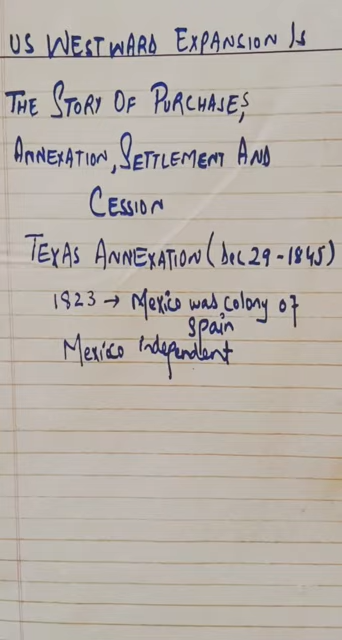 US WESTWARD EXPANSION IS
THE STORY OF PURCHASES,
ANNEXATION, SETTLEMENT AND
CESSION
TEXAS ANNEXATION (Dec 29 - 1845)
1823 → Mexico was colony of
Spain
Mexico independent